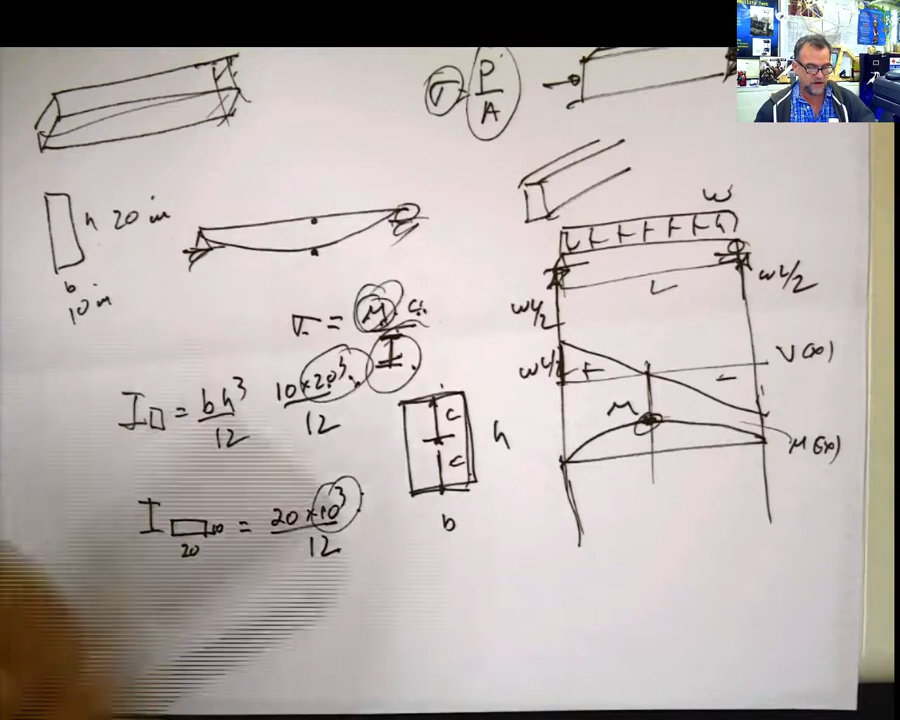 σ = P/A
h 20 in
b
10 in
σ = M c / I
I▯ = bh³/12
10×20³/12
I▭ 10 20 = 20×10³/12
c
c
h
b
w
L
wL/2
wL/2
wL/2
+
-
V(x)
M
M(x)